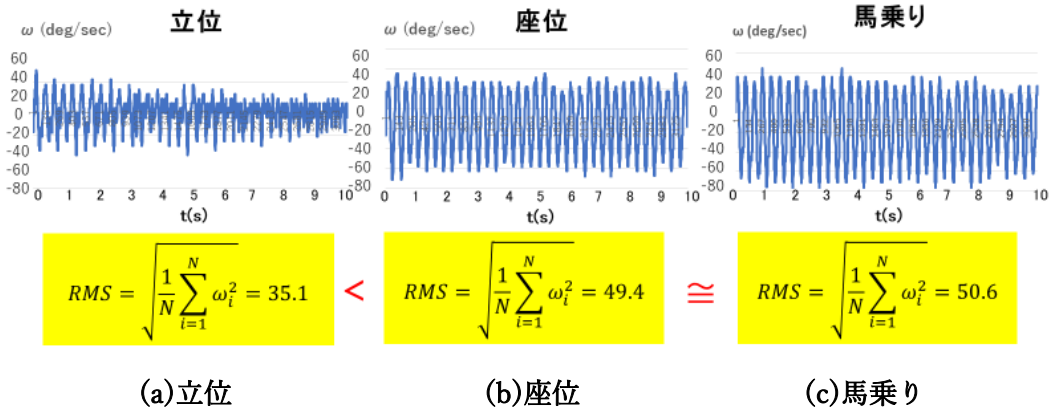 立位
ω (deg/sec)
60
40
20
0
-20
-40
-60
-80
0 1 2 3 4 5 6 7 8 9 10
t(s)
RMS = √(1/N ∑_{i=1}^{N} ω_i^2) = 35.1
(a)立位
<
座位
ω (deg/sec)
60
40
20
0
-20
-40
-60
-80
0 1 2 3 4 5 6 7 8 9 10
t(s)
RMS = √(1/N ∑_{i=1}^{N} ω_i^2) = 49.4
(b)座位
≅
馬乗り
ω (deg/sec)
60
40
20
0
-20
-40
-60
-80
0 1 2 3 4 5 6 7 8 9 10
t(s)
RMS = √(1/N ∑_{i=1}^{N} ω_i^2) = 50.6
(c)馬乗り